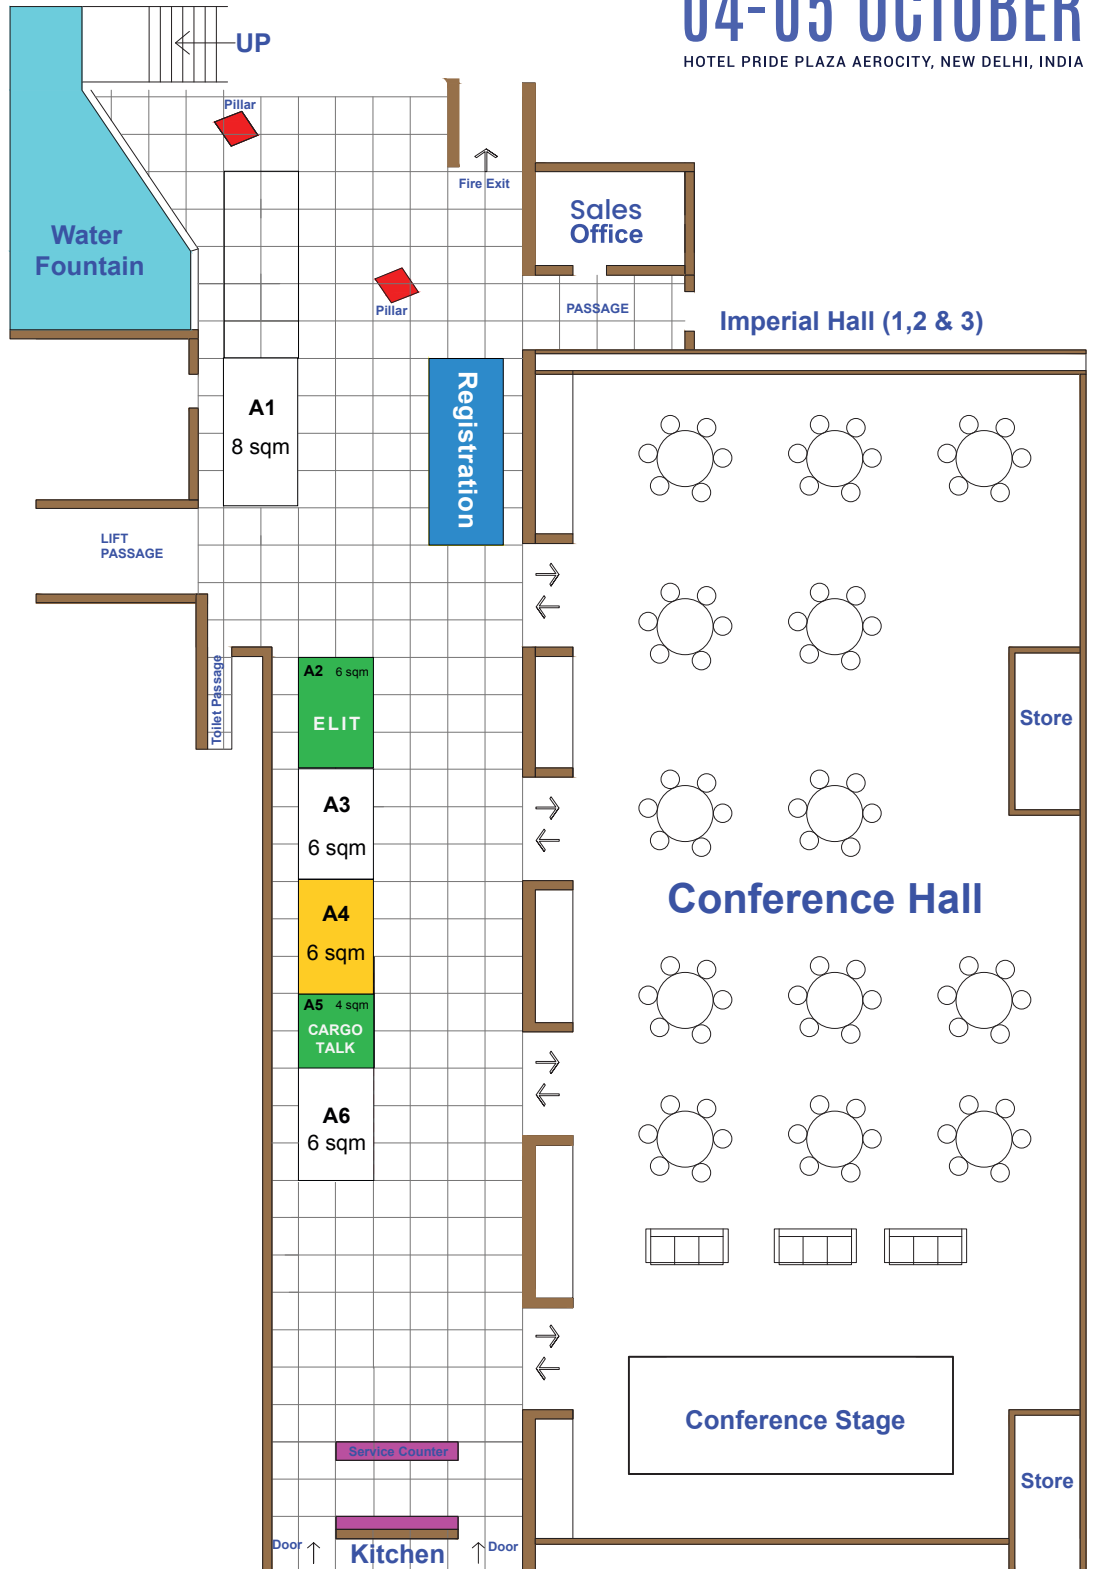 04-05 OCTOBER
HOTEL PRIDE PLAZA AEROCITY, NEW DELHI, INDIA
UP
Pillar
Fire Exit
Sales
Office
Water
Fountain
Pillar
PASSAGE
Imperial Hall (1,2 & 3)
A1
8 sqm
Registration
LIFT
PASSAGE
Toilet Passage
A2 6 sqm
ELIT
Store
A3
6 sqm
Conference Hall
A4
6 sqm
A5 4 sqm
CARGO
TALK
A6
6 sqm
Conference Stage
Service Counter
Store
Door
Kitchen
Door